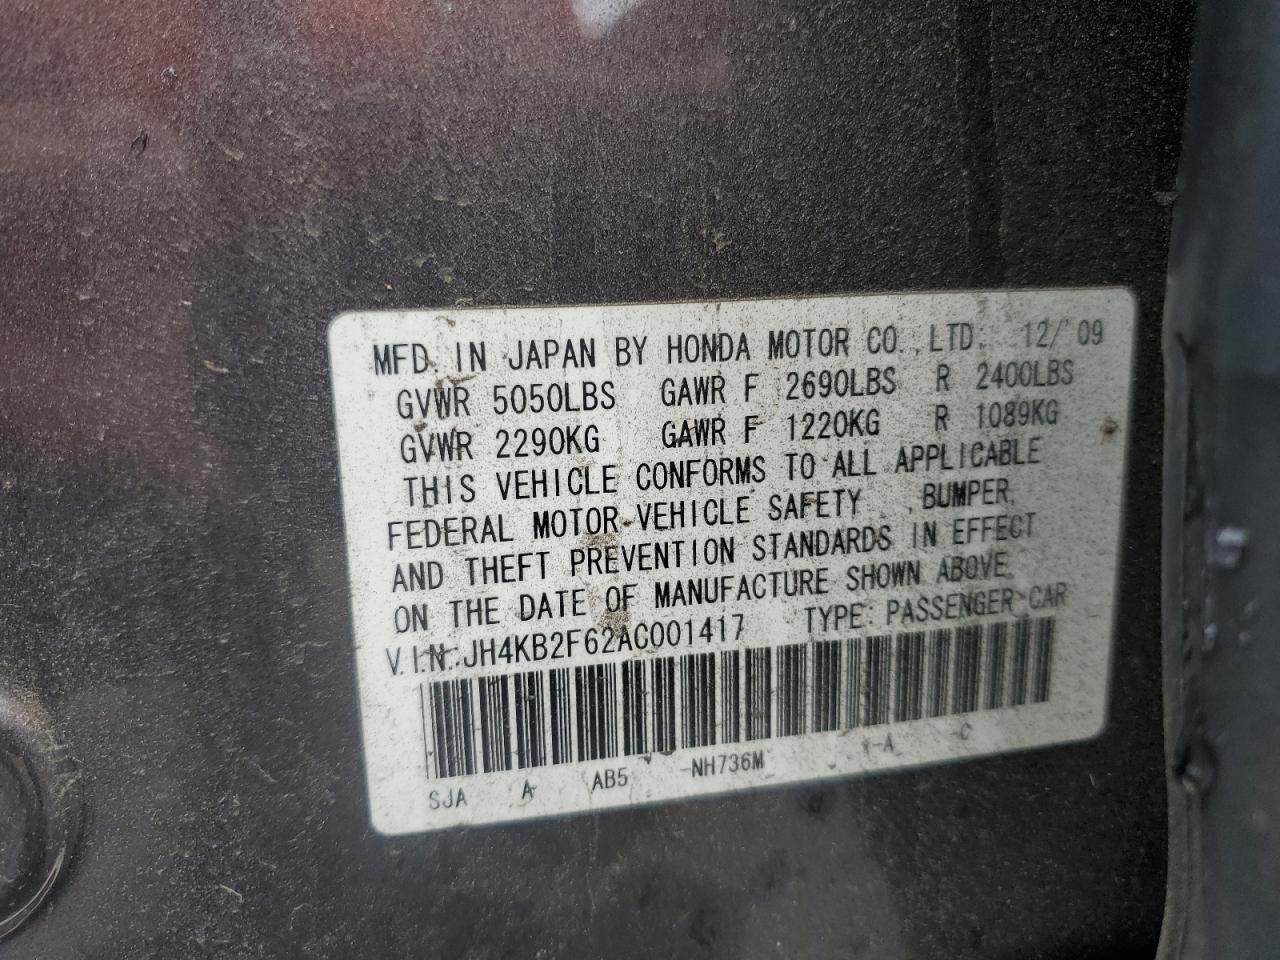 MFD. IN JAPAN BY HONDA MOTOR CO., LTD. 12/'09
GVWR 5050LBS GAWR F 2690LBS R 2400LBS
GVWR 2290KG GAWR F 1220KG R 1089KG
THIS VEHICLE CONFORMS TO ALL APPLICABLE
FEDERAL MOTOR-VEHICLE SAFETY , BUMPER,
AND THEFT PREVENTION STANDARDS IN EFFECT
ON THE DATE OF MANUFACTURE SHOWN ABOVE.
V.I.N.:JH4KB2F62AC001417 TYPE: PASSENGER CAR
SJA A AB5 -NH736M Y-A -C